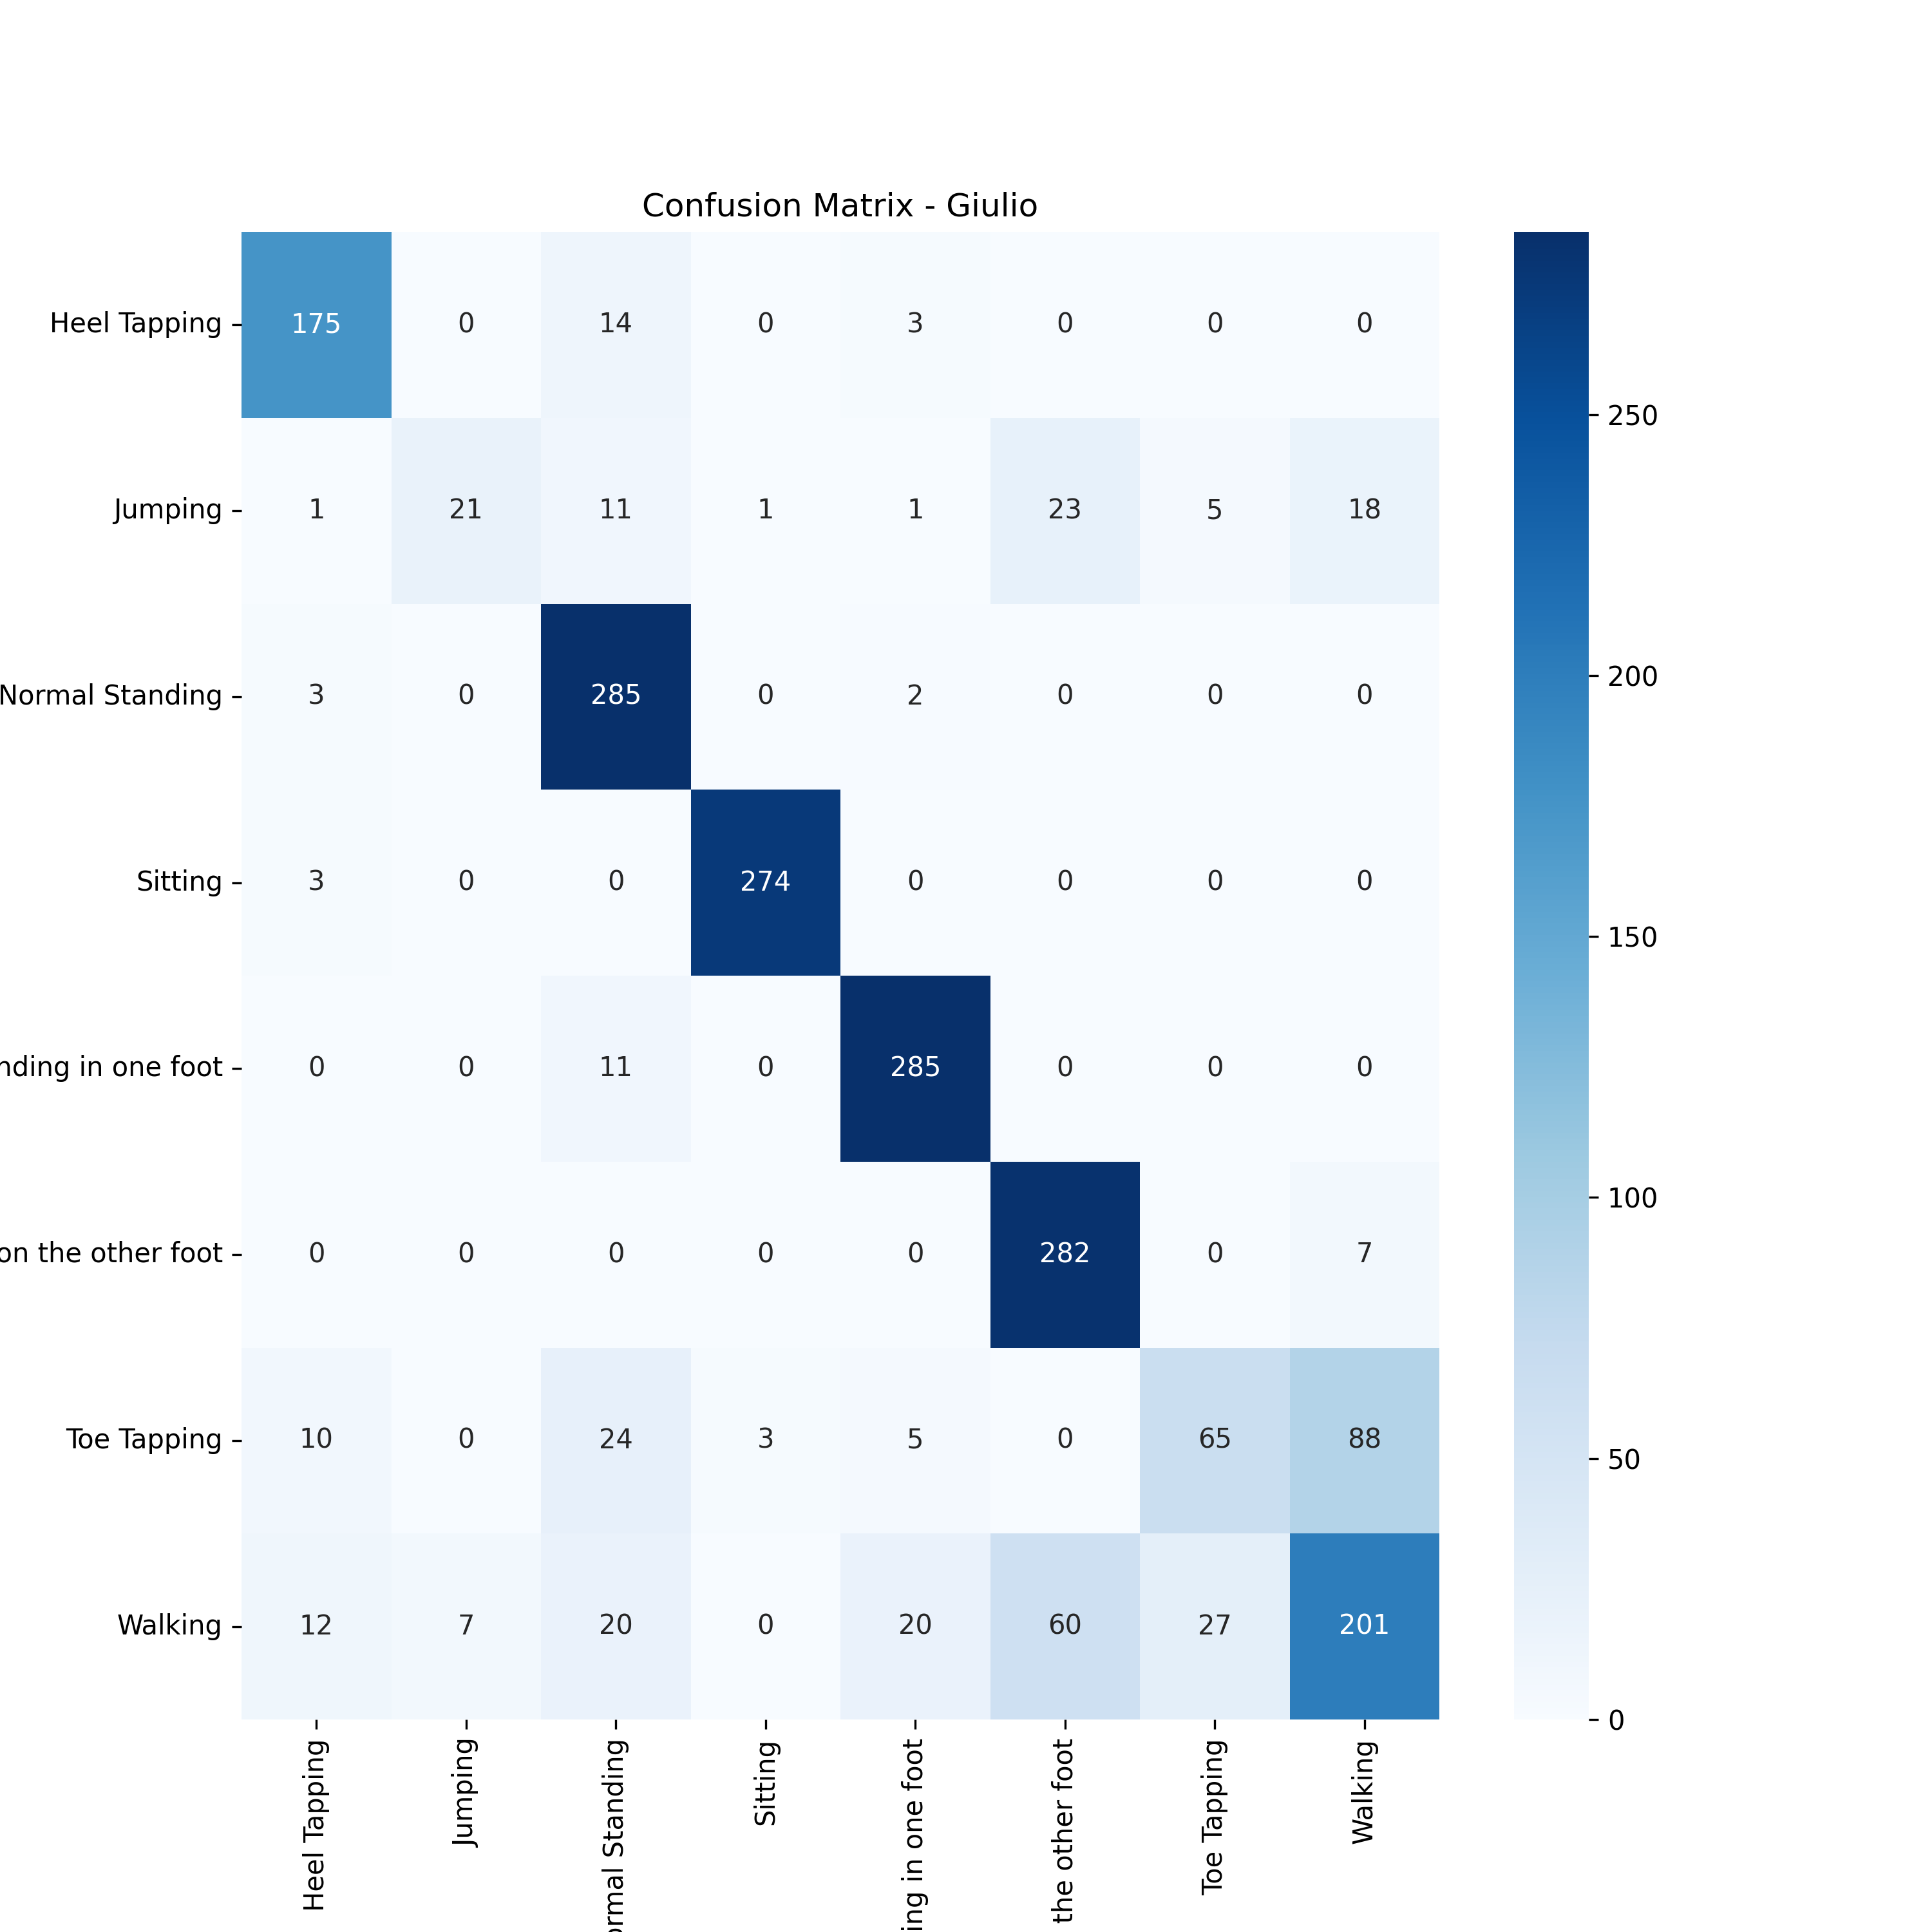 Confusion Matrix - Giulio
Heel Tapping 175 0 14 0 3 0 0 0
Jumping 1 21 11 1 1 23 5 18
Normal Standing 3 0 285 0 2 0 0 0
Sitting 3 0 0 274 0 0 0 0
nding in one foot 0 0 11 0 285 0 0 0
on the other foot 0 0 0 0 0 282 0 7
Toe Tapping 10 0 24 3 5 0 65 88
Walking 12 7 20 0 20 60 27 201
Heel Tapping
Jumping
ormal Standing
Sitting
ing in one foot
the other foot
Toe Tapping
Walking
250
200
150
100
50
0